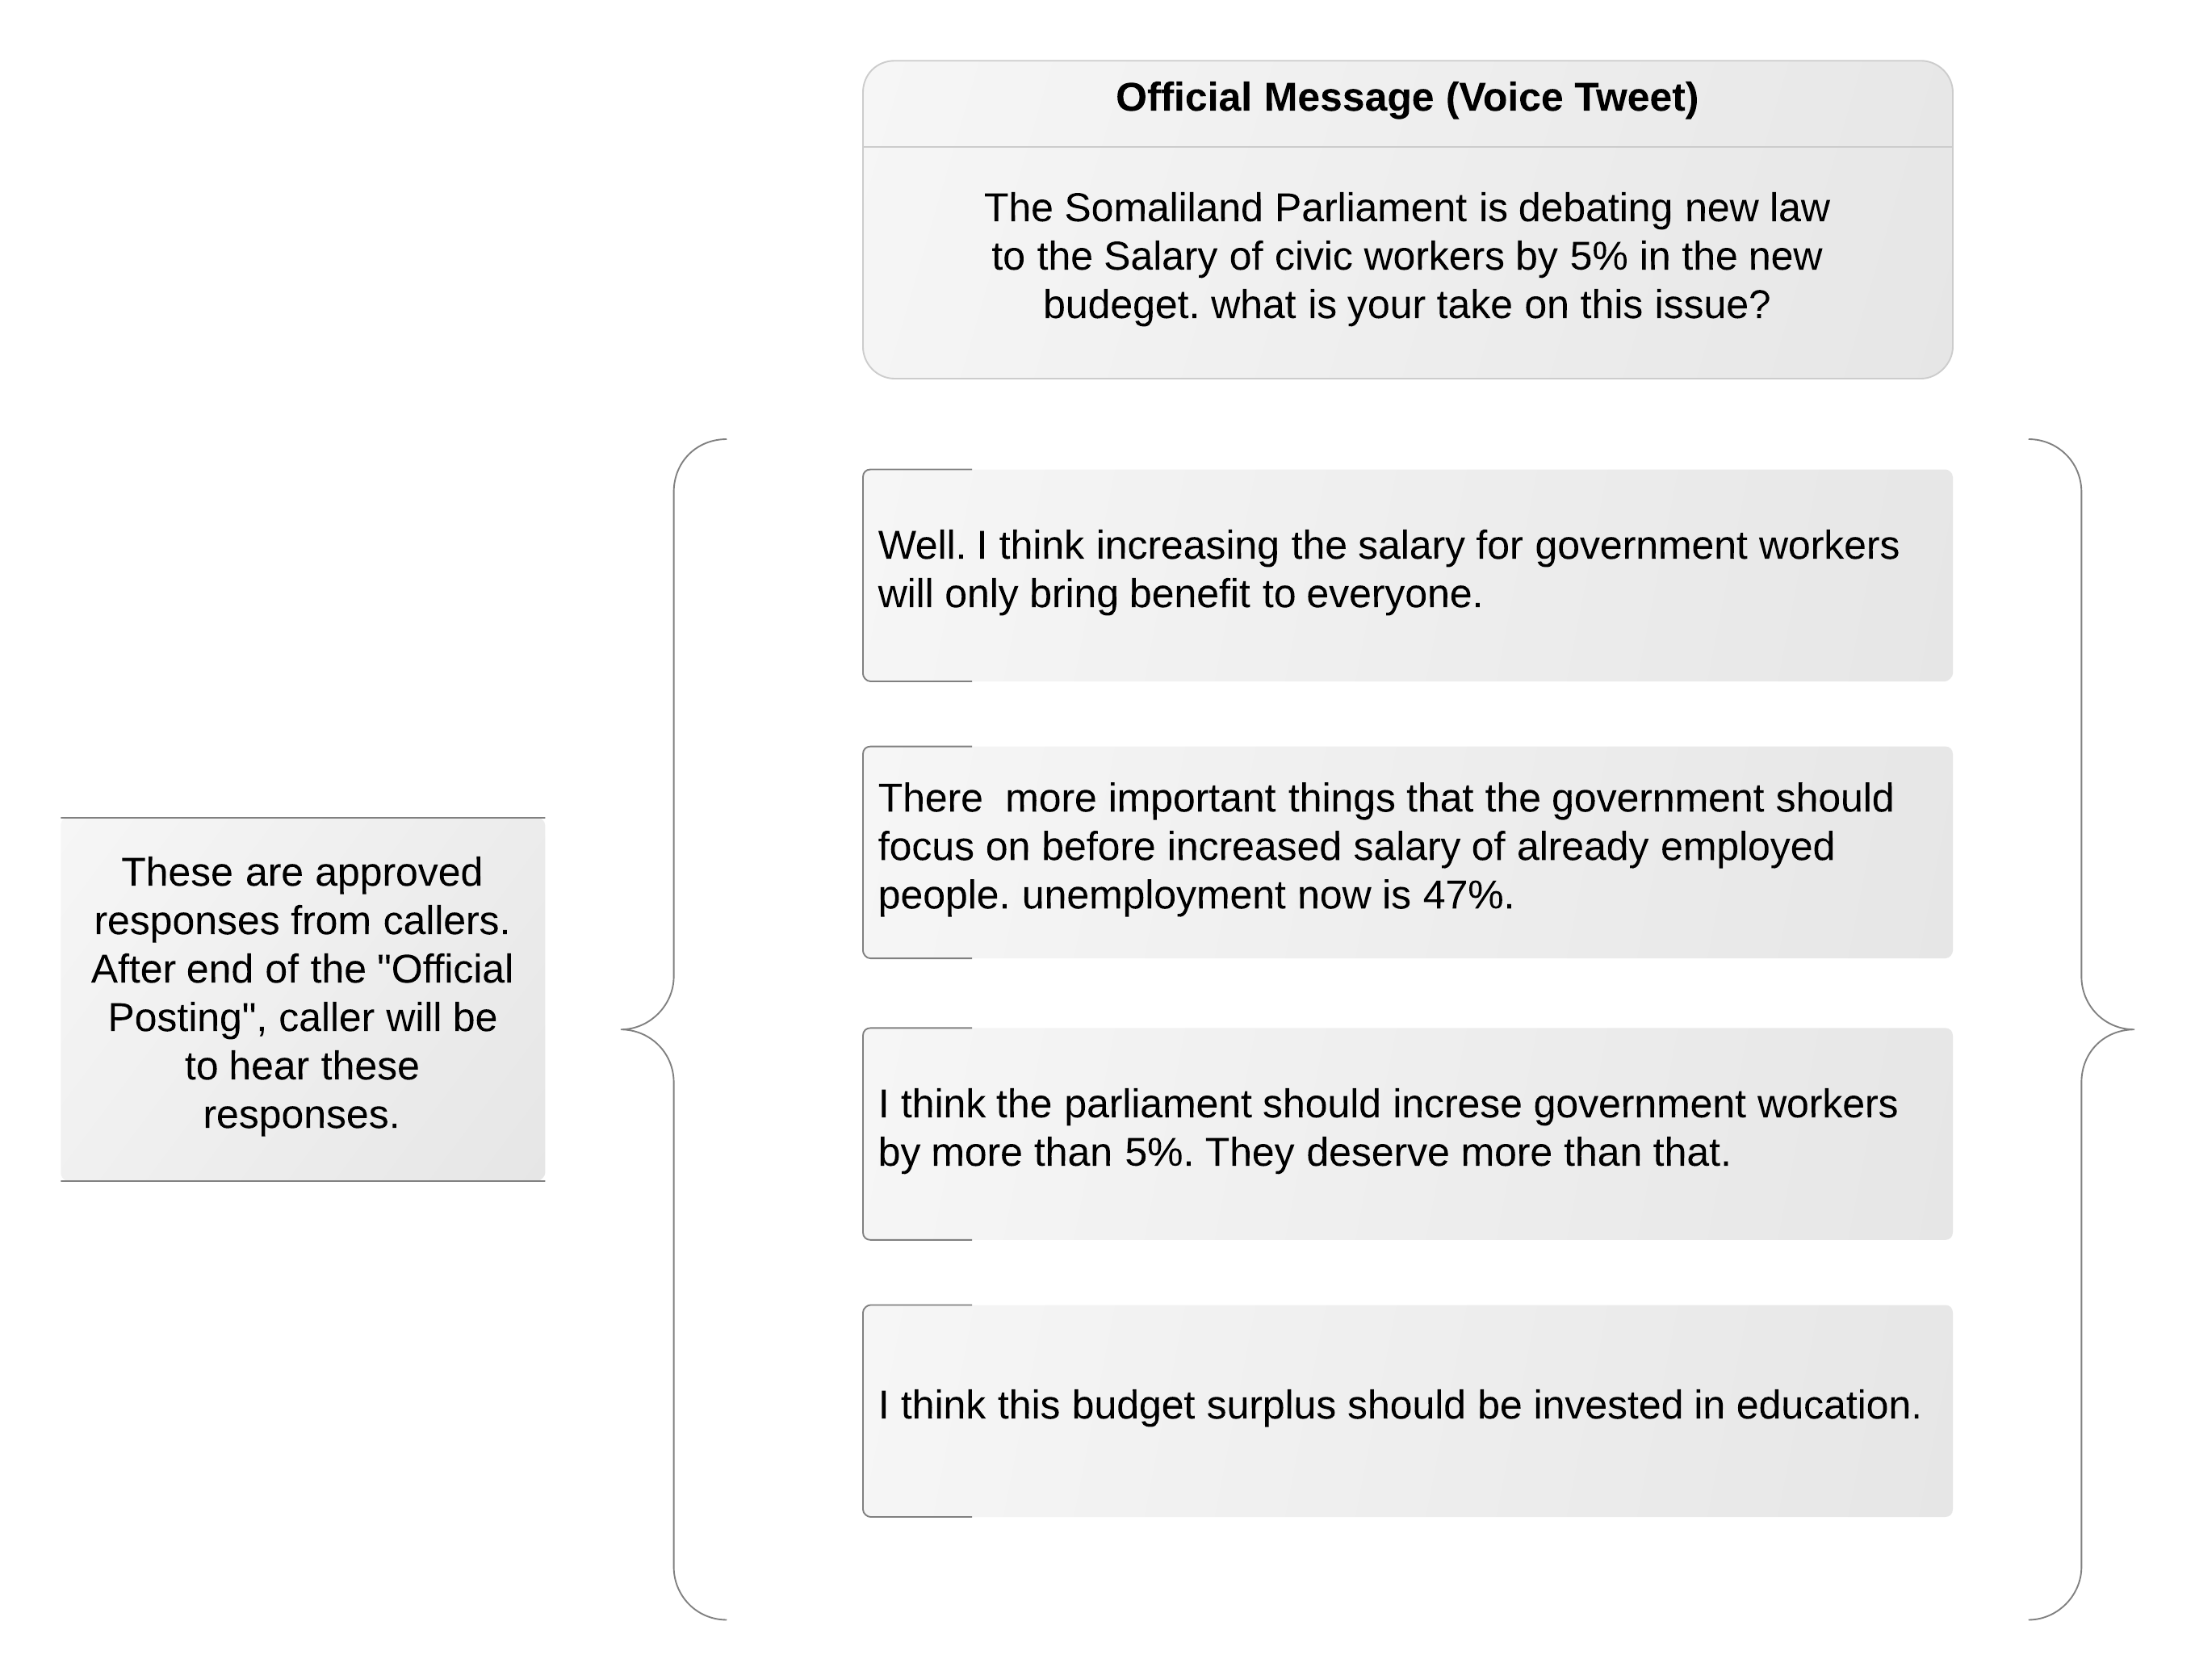 Official Message (Voice Tweet)
The Somaliland Parliament is debating new law
to the Salary of civic workers by 5% in the new
budeget. what is your take on this issue?
Well. I think increasing the salary for government workers
will only bring benefit to everyone.
There  more important things that the government should
focus on before increased salary of already employed
people. unemployment now is 47%.
I think the parliament should increse government workers
by more than 5%. They deserve more than that.
I think this budget surplus should be invested in education.
These are approved
responses from callers.
After end of the "Official
Posting", caller will be
to hear these
responses.